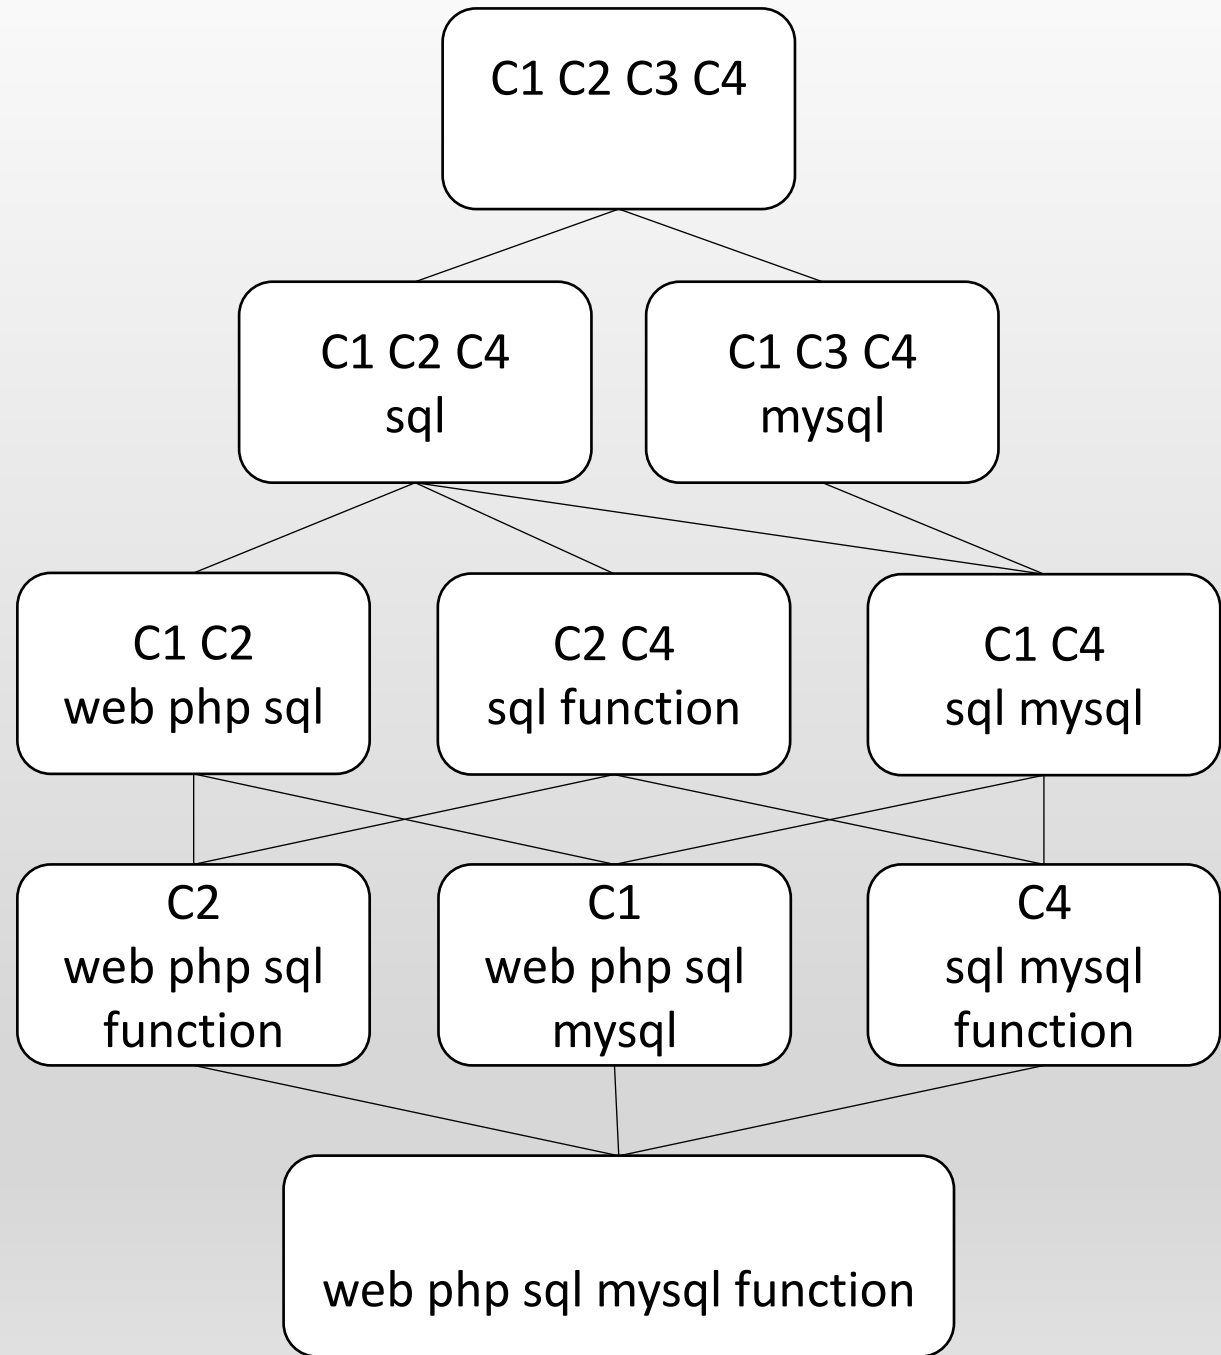 C1 C2 C3 C4
C1 C2 C4
sql
C1 C3 C4
mysql
C1 C2
web php sql
C2 C4
sql function
C1 C4
sql mysql
C2
web php sql
function
C1
web php sql
mysql
C4
sql mysql
function
web php sql mysql function